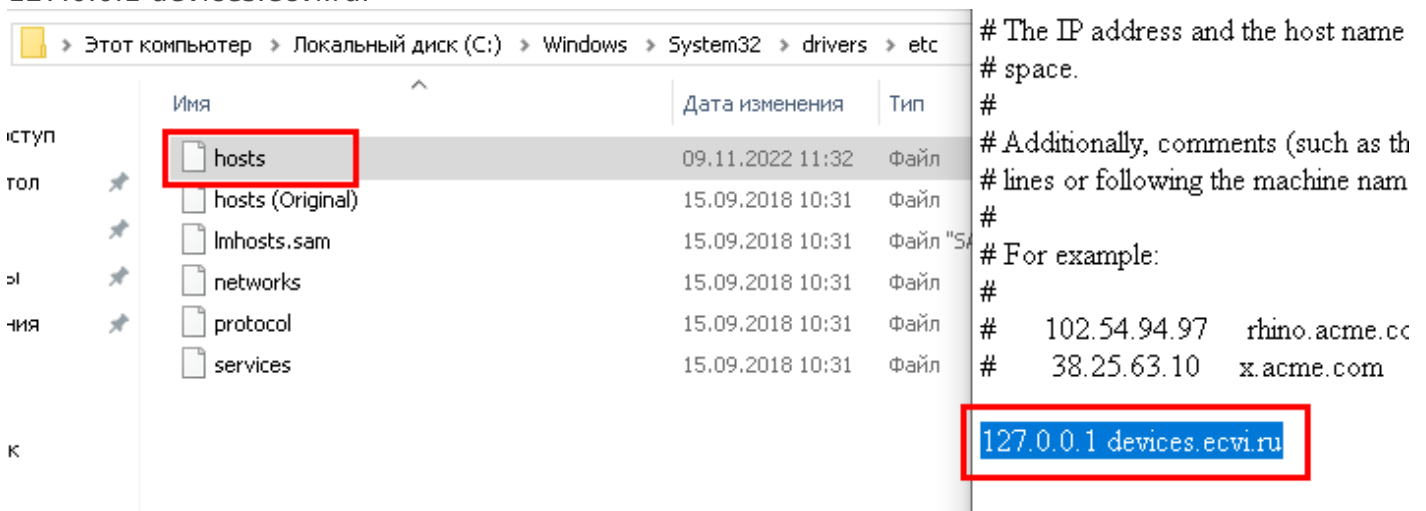 Этот компьютер > Локальный диск (C:) > Windows > System32 > drivers > etc
Имя Дата изменения Тип
hosts 09.11.2022 11:32 Файл
hosts (Original) 15.09.2018 10:31 Файл
lmhosts.sam 15.09.2018 10:31 Файл "SA
networks 15.09.2018 10:31 Файл
protocol 15.09.2018 10:31 Файл
services 15.09.2018 10:31 Файл
ступ
тол
ы
ния
к
# The IP address and the host name
# space.
#
# Additionally, comments (such as th
# lines or following the machine nam
#
# For example:
#
# 102.54.94.97 rhino.acme.co
# 38.25.63.10 x.acme.com
127.0.0.1 devices.ecvi.ru